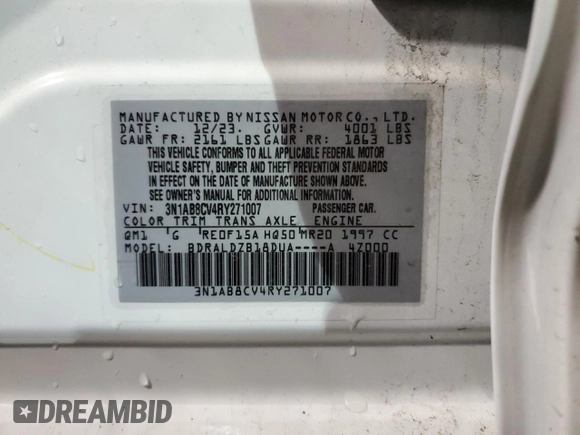 MANUFACTURED BY NISSAN MOTOR CO., LTD.
DATE: 12/23. GVWR: 4001 LBS
GAWR FR: 2161 LBS GAWR RR: 1863 LBS
THIS VEHICLE CONFORMS TO ALL APPLICABLE FEDERAL MOTOR
VEHICLE SAFETY, BUMPER AND THEFT PREVENTION STANDARDS
IN EFFECT ON THE DATE OF MANUFACTURE SHOWN ABOVE.
SEE OWNER'S MANUAL FOR ADDITIONAL INFORMATION.
VIN: 3N1AB8CV4RY271007 PASSENGER CAR.
COLOR TRIM TRANS AXLE ENGINE
QM1 'G 'RE0F15A HQ50'MR20 1997 CC
MODEL: BDRALDZB18DUA----A 4Z000
3N1AB8CV4RY271007
DREAMBID